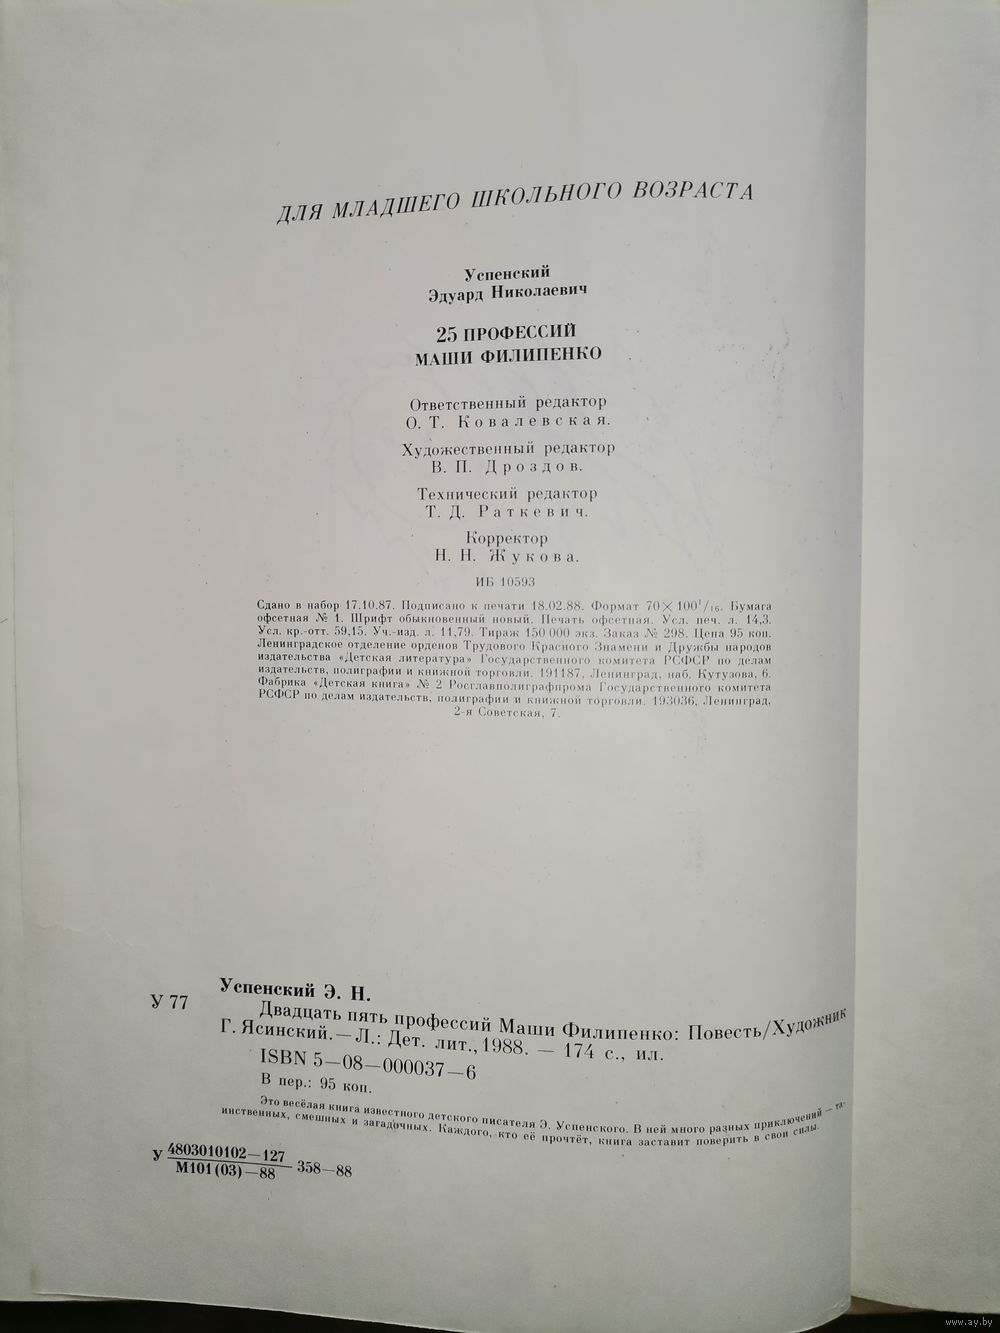 ДЛЯ МЛАДШЕГО ШКОЛЬНОГО ВОЗРАСТА
Успенский
Эдуард Николаевич
25 ПРОФЕССИЙ
МАШИ ФИЛИПЕНКО
Ответственный редактор
О. Т. Ковалевская.
Художественный редактор
В. П. Дроздов.
Технический редактор
Т. Д. Раткевич.
Корректор
Н. Н. Жукова.
ИБ 10593
Сдано в набор 17.10.87. Подписано к печати 18.02.88. Формат 70×100¹/₁₆. Бумага
офсетная № 1. Шрифт обыкновенный новый. Печать офсетная. Усл. печ. л. 14,3.
Усл. кр.-отт. 59,15. Уч.-изд. л. 11,79. Тираж 150 000 экз. Заказ № 298. Цена 95 коп.
Ленинградское отделение орденов Трудового Красного Знамени и Дружбы народов
издательства «Детская литература» Государственного комитета РСФСР по делам
издательств, полиграфии и книжной торговли. 191187, Ленинград, наб. Кутузова, 6.
Фабрика «Детская книга» № 2 Росглавполиграфпрома Государственного комитета
РСФСР по делам издательств, полиграфии и книжной торговли. 193036, Ленинград,
2-я Советская, 7.
Успенский Э. Н.
У 77 Двадцать пять профессий Маши Филипенко: Повесть/Художник
Г. Ясинский.—Л.: Дет. лит., 1988. — 174 с., ил.
ISBN 5—08—000037—6
В пер.: 95 коп.
Это весёлая книга известного детского писателя Э. Успенского. В ней много разных приключений — та-
инственных, смешных и загадочных. Каждого, кто её прочтёт, книга заставит поверить в свои силы.
У 4803010102—127 358—88
М101(03)—88
www.ay.by